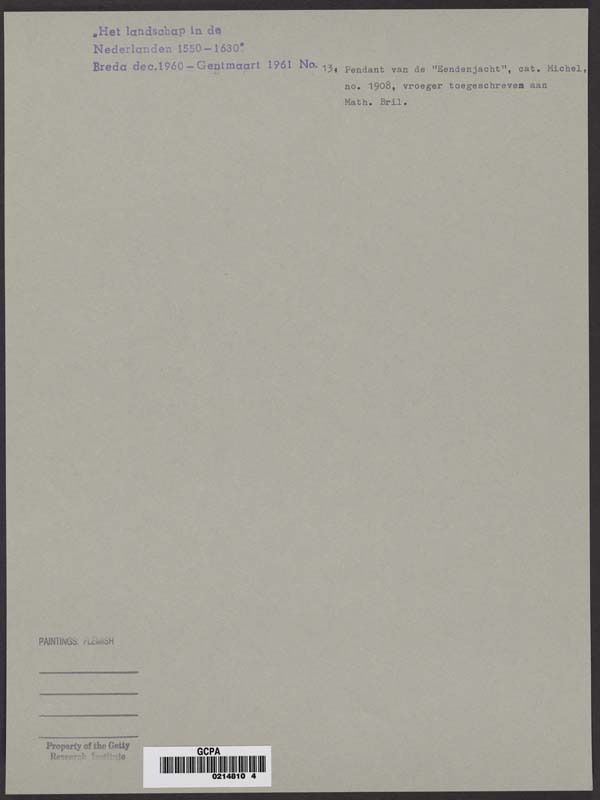 „Het landschap in de
Nederlanden 1550 – 1630".
Breda dec. 1960 – Gentmaart 1961 No. 13. Pendant van de "Eendenjacht", cat. Michel,
no. 1908, vroeger toegeschreven aan
Math. Bril.
PAINTINGS: FLEMISH
Property of the Getty
Research Institute
GCPA
0214810 4